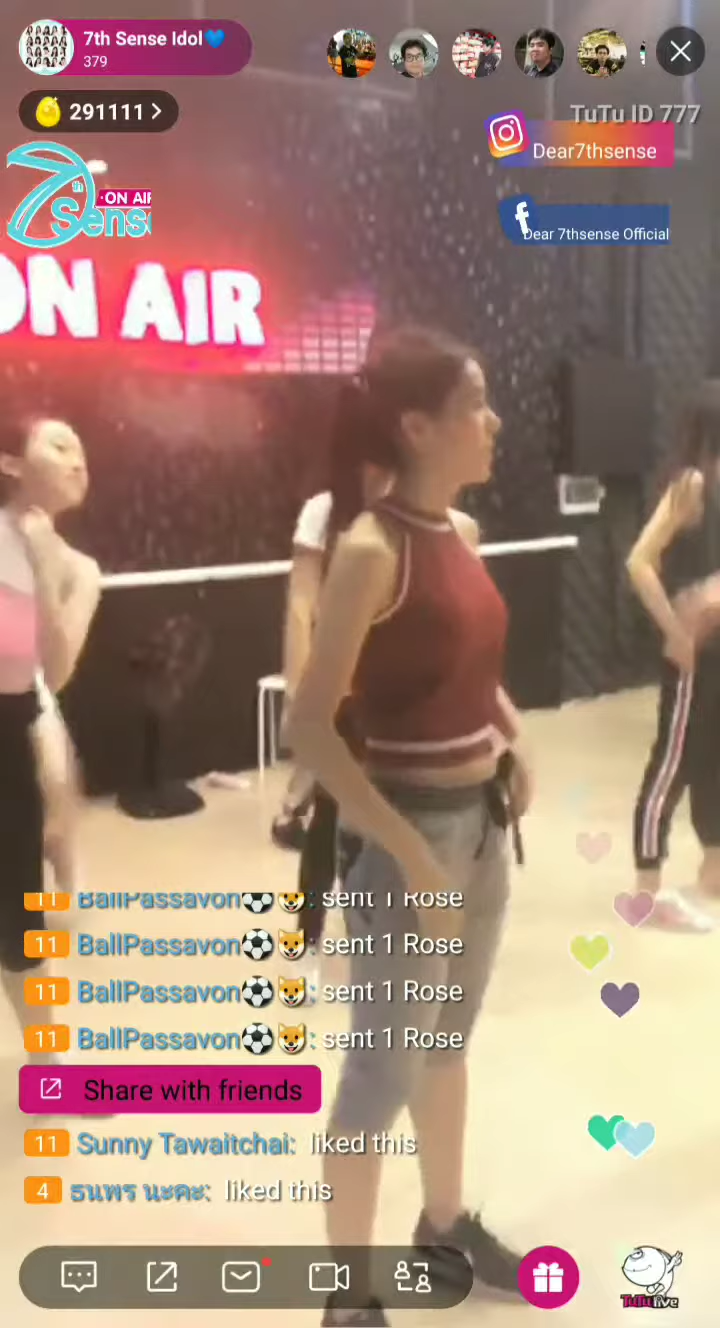 7th Sense Idol💙
379
291111 >
TuTu ID 777
Dear7thsense
f
Dear 7thsense Official
7th
Sense
·ON AIR
ON AIR
11 BallPassavon⚽🐺: sent 1 Rose
11 BallPassavon⚽🐺: sent 1 Rose
11 BallPassavon⚽🐺: sent 1 Rose
11 BallPassavon⚽🐺: sent 1 Rose
Share with friends
11 Sunny Tawaitchai: liked this
4 ธนพร นะคะ: liked this
TuTu live